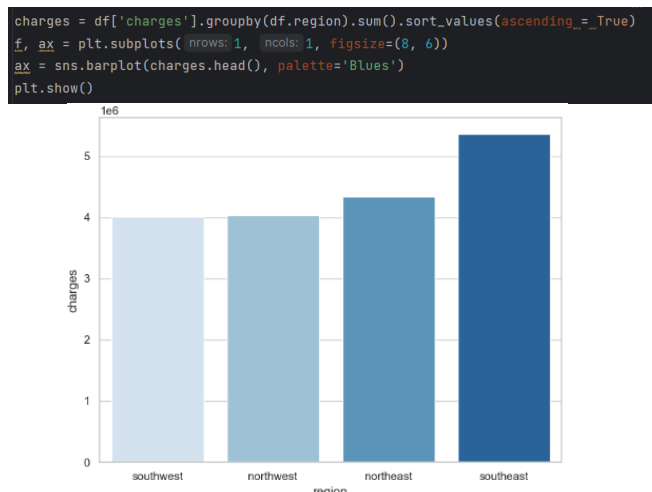 charges = df['charges'].groupby(df.region).sum().sort_values(ascending = True)
f, ax = plt.subplots( nrows: 1, ncols: 1, figsize=(8, 6))
ax = sns.barplot(charges.head(), palette='Blues')
plt.show()
1e6
5
4
3
2
1
0
charges
southwest northwest northeast southeast
region